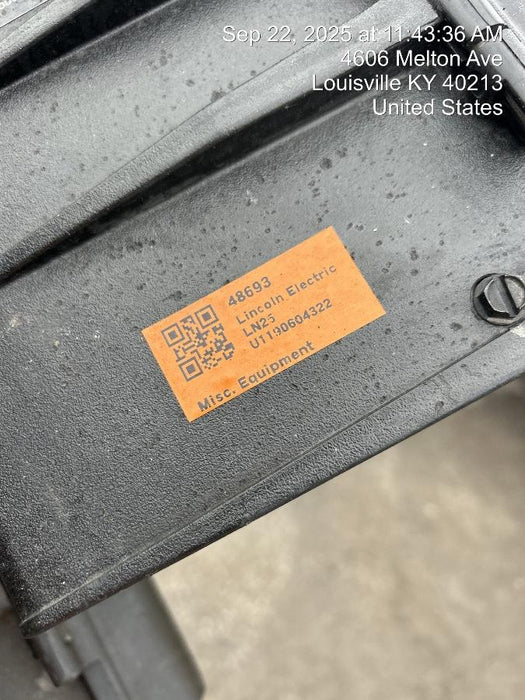 Sep 22, 2025 at 11:43:36 AM
4606 Melton Ave
Louisville KY 40213
United States
48693
Lincoln Electric
LN25
U1190604322
Misc. Equipment